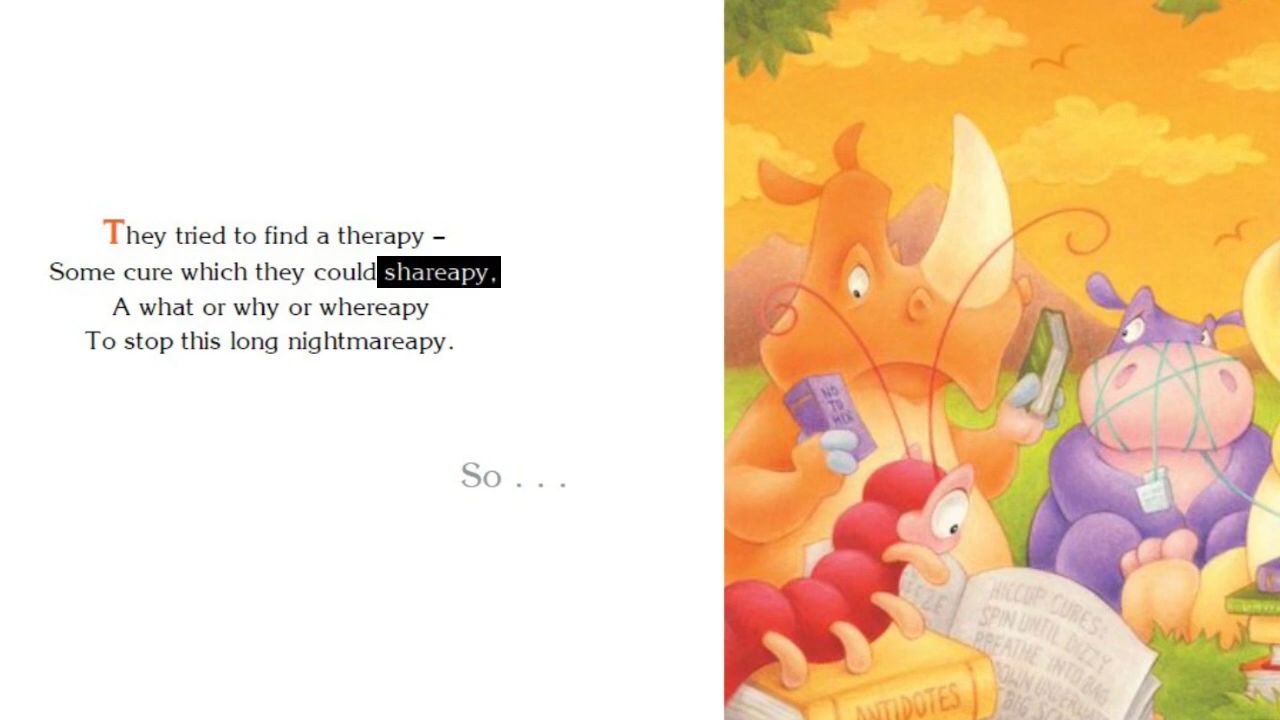 They tried to find a therapy –
Some cure which they could shareapy,
A what or why or whereapy
To stop this long nightmareapy.
So . . .
NO
TO
HICCUP CURES:
SPIN UNTIL DIZZY
BREATHE INTO BAG
ANTIDOTES